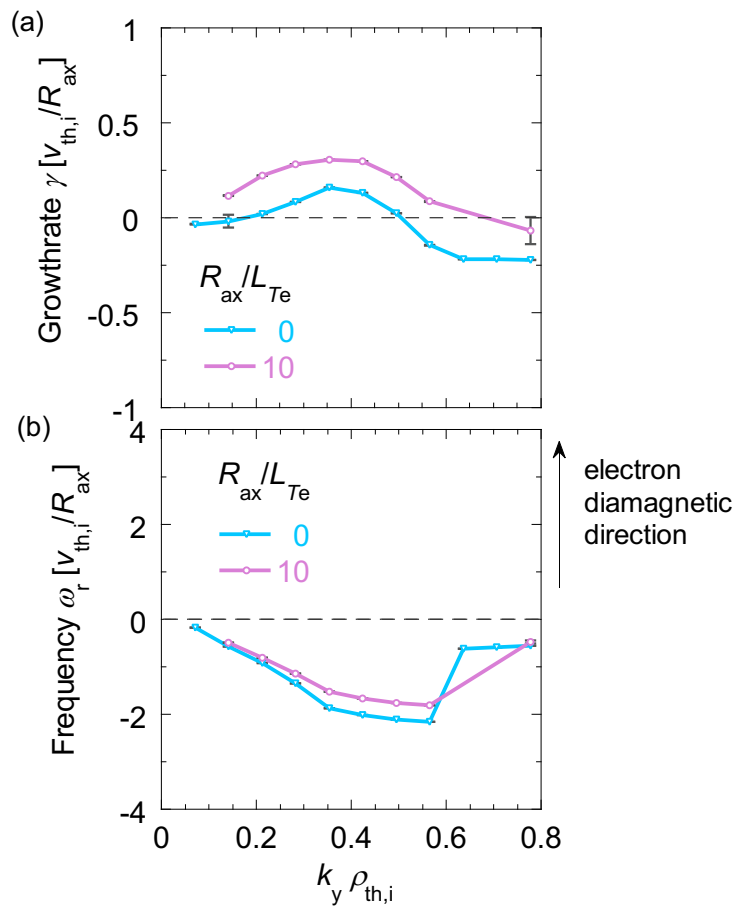 (a)
Growthrate γ [v_th,i/R_ax]
1
0.5
0
-0.5
-1
R_ax/L_Te
0
10
(b)
Frequency ω_r [v_th,i/R_ax]
4
2
0
-2
-4
R_ax/L_Te
0
10
electron
diamagnetic
direction
0 0.2 0.4 0.6 0.8
k_y ρ_th,i